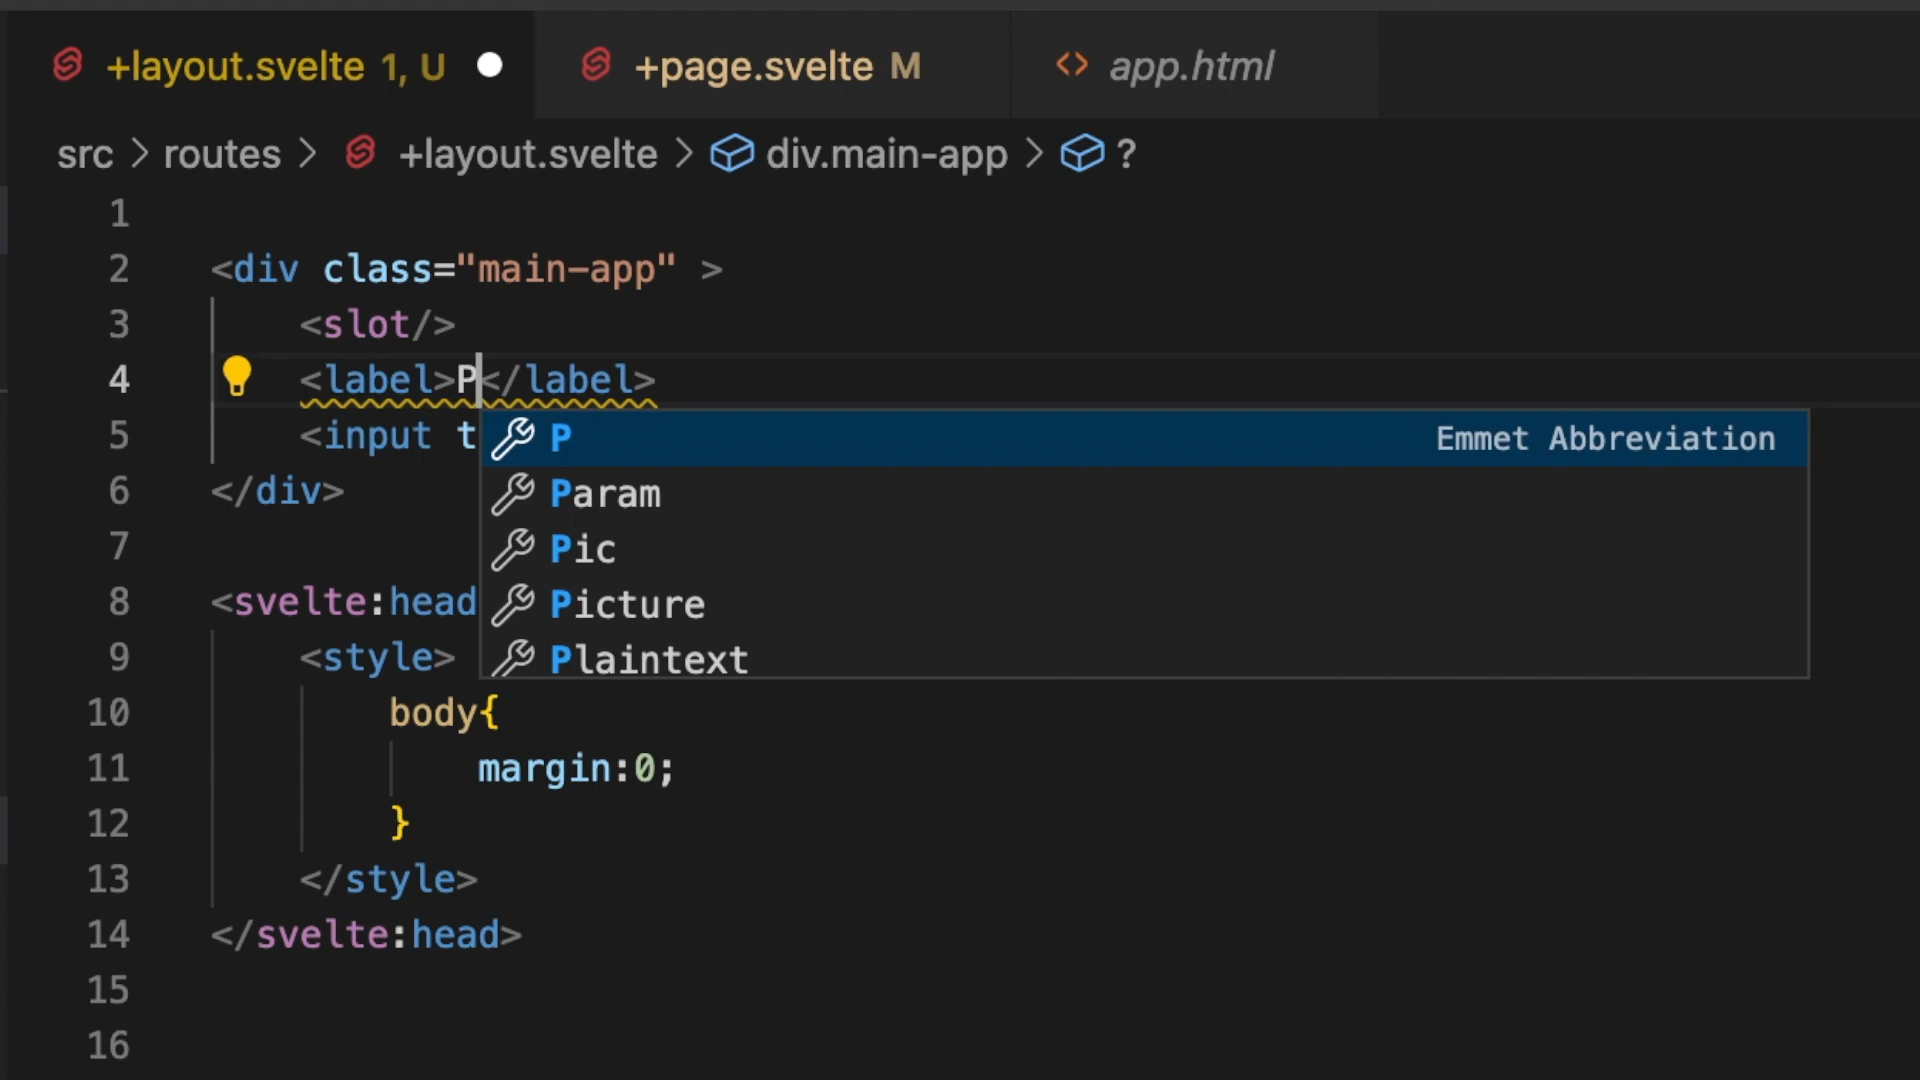 +layout.svelte 1, U +page.svelte M app.html
src > routes > +layout.svelte > div.main-app > ?
1
2 <div class="main-app" >
3 <slot/>
4 <label>P</label>
5 <input t
P Emmet Abbreviation
Param
Pic
Picture
Plaintext
6 </div>
7
8 <svelte:head
9 <style>
10 body{
11 margin:0;
12 }
13 </style>
14 </svelte:head>
15
16